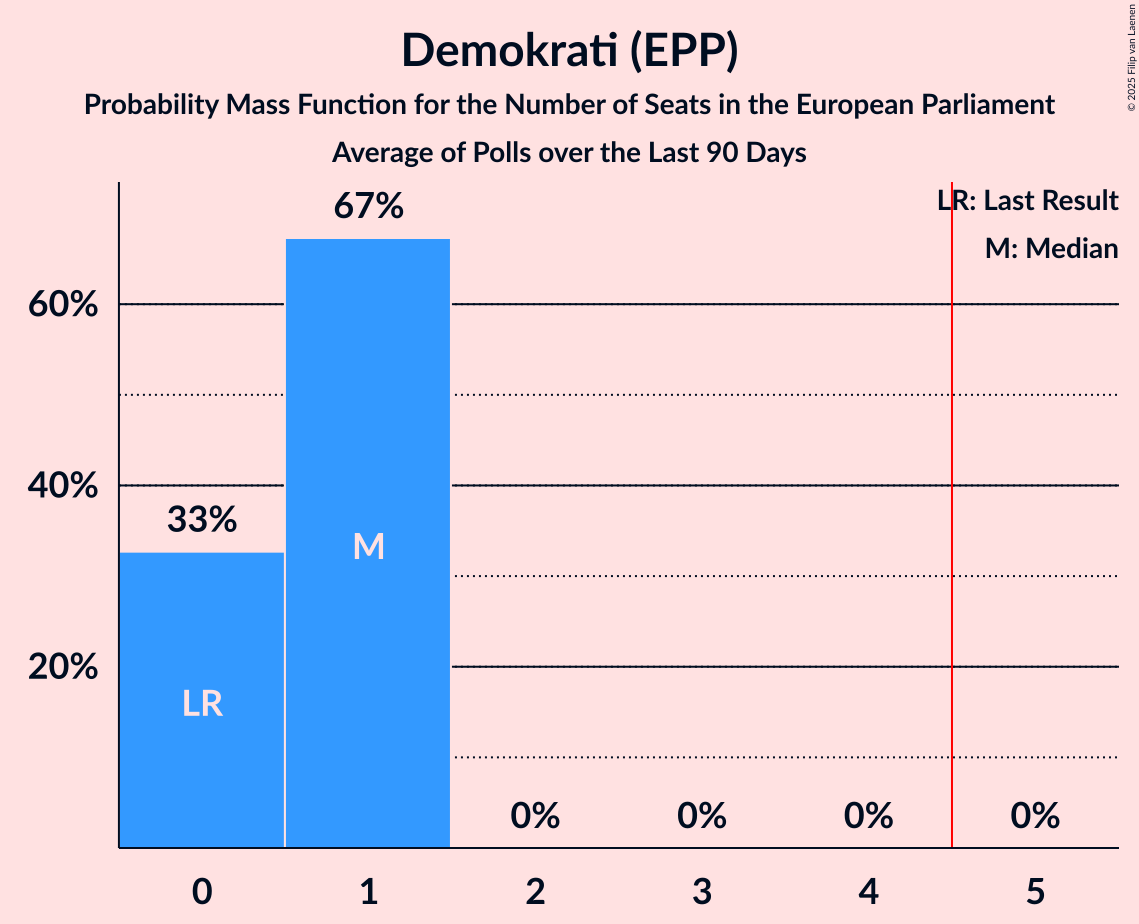 Demokrati (EPP)
Probability Mass Function for the Number of Seats in the European Parliament
Average of Polls over the Last 90 Days
© 2025 Filip van Laenen
LR: Last Result
M: Median
67%
60%
40%
33%
M
20%
LR
0% 0% 0% 0%
0 1 2 3 4 5